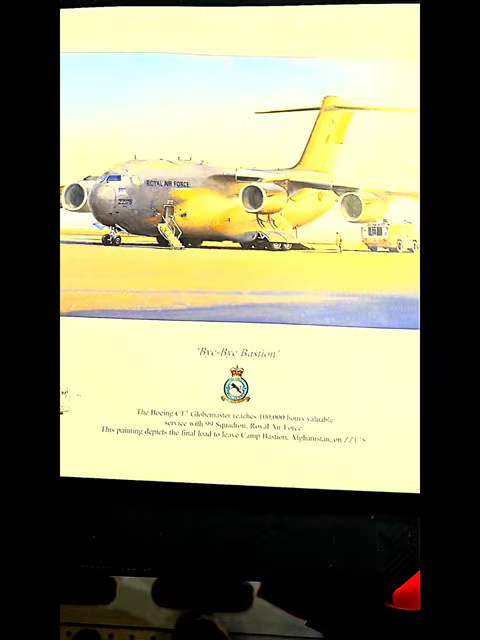 ROYAL AIR FORCE
'Bye-Bye Bastion'
The Boeing C17 Globemaster reaches 100,000 hours valuable
service with 99 Squadron, Royal Air Force
This painting depicts the final load to leave Camp Bastion, Afghanistan, on ZZ175